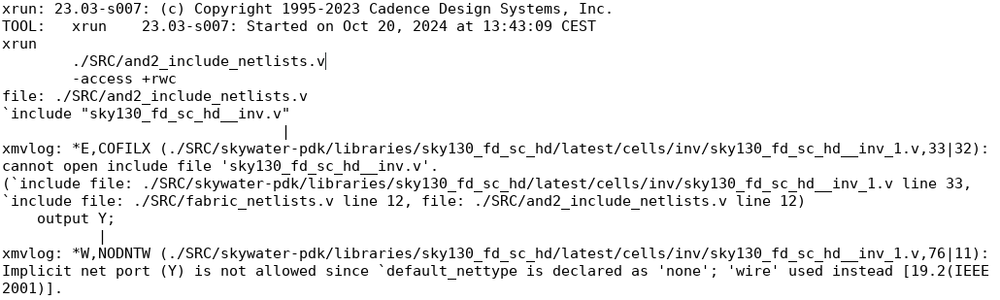 xrun: 23.03-s007: (c) Copyright 1995-2023 Cadence Design Systems, Inc.
TOOL:   xrun    23.03-s007: Started on Oct 20, 2024 at 13:43:09 CEST
xrun
        ./SRC/and2_include_netlists.v
        -access +rwc
file: ./SRC/and2_include_netlists.v
`include "sky130_fd_sc_hd__inv.v"
                                |
xmvlog: *E,COFILX (./SRC/skywater-pdk/libraries/sky130_fd_sc_hd/latest/cells/inv/sky130_fd_sc_hd__inv_1.v,33|32):
cannot open include file 'sky130_fd_sc_hd__inv.v'.
(`include file: ./SRC/skywater-pdk/libraries/sky130_fd_sc_hd/latest/cells/inv/sky130_fd_sc_hd__inv_1.v line 33,
`include file: ./SRC/fabric_netlists.v line 12, file: ./SRC/and2_include_netlists.v line 12)
    output Y;
           |
xmvlog: *W,NODNTW (./SRC/skywater-pdk/libraries/sky130_fd_sc_hd/latest/cells/inv/sky130_fd_sc_hd__inv_1.v,76|11):
Implicit net port (Y) is not allowed since `default_nettype is declared as 'none'; 'wire' used instead [19.2(IEEE
2001)].